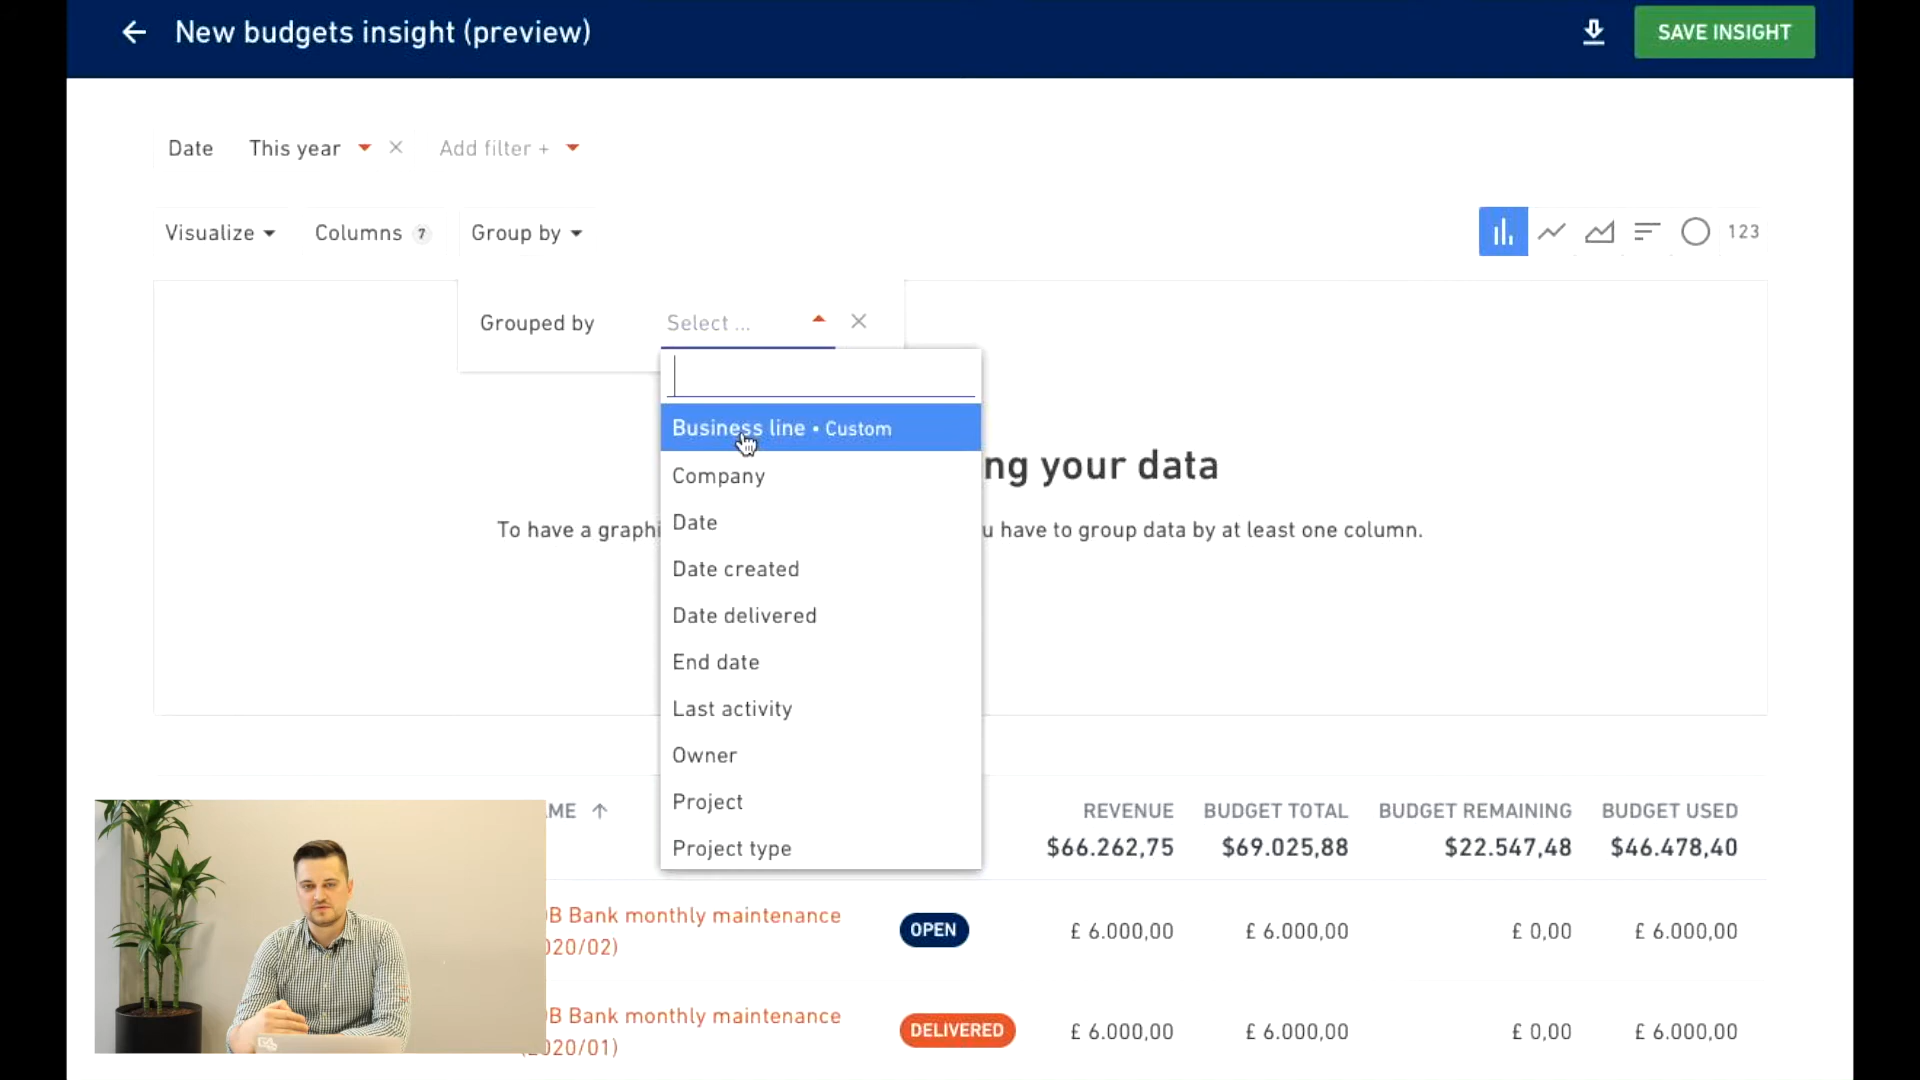 New budgets insight (preview)
SAVE INSIGHT
Date This year Add filter +
Visualize Columns 7 Group by
123
Grouped by Select ...
Business line • Custom
Company
Date
Date created
Date delivered
End date
Last activity
Owner
Project
Project type
ng your data
To have a graphi
u have to group data by at least one column.
ME REVENUE BUDGET TOTAL BUDGET REMAINING BUDGET USED
$66.262,75 $69.025,88 $22.547,48 $46.478,40
B Bank monthly maintenance
020/02)
OPEN £ 6.000,00 £ 6.000,00 £ 0,00 £ 6.000,00
B Bank monthly maintenance
(2020/01)
DELIVERED £ 6.000,00 £ 6.000,00 £ 0,00 £ 6.000,00